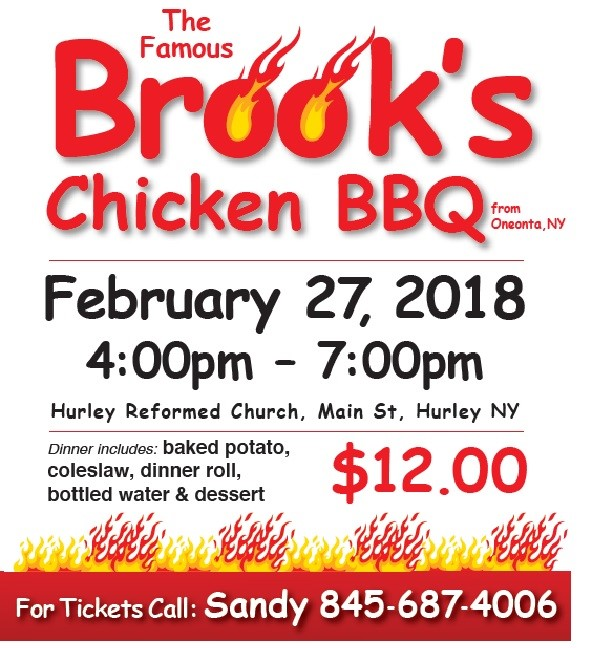 The
Famous
Brook's
Chicken BBQ
from
Oneonta, NY
February 27, 2018
4:00pm - 7:00pm
Hurley Reformed Church, Main St, Hurley NY
Dinner includes: baked potato,
coleslaw, dinner roll,
bottled water & dessert
$12.00
For Tickets Call: Sandy 845-687-4006